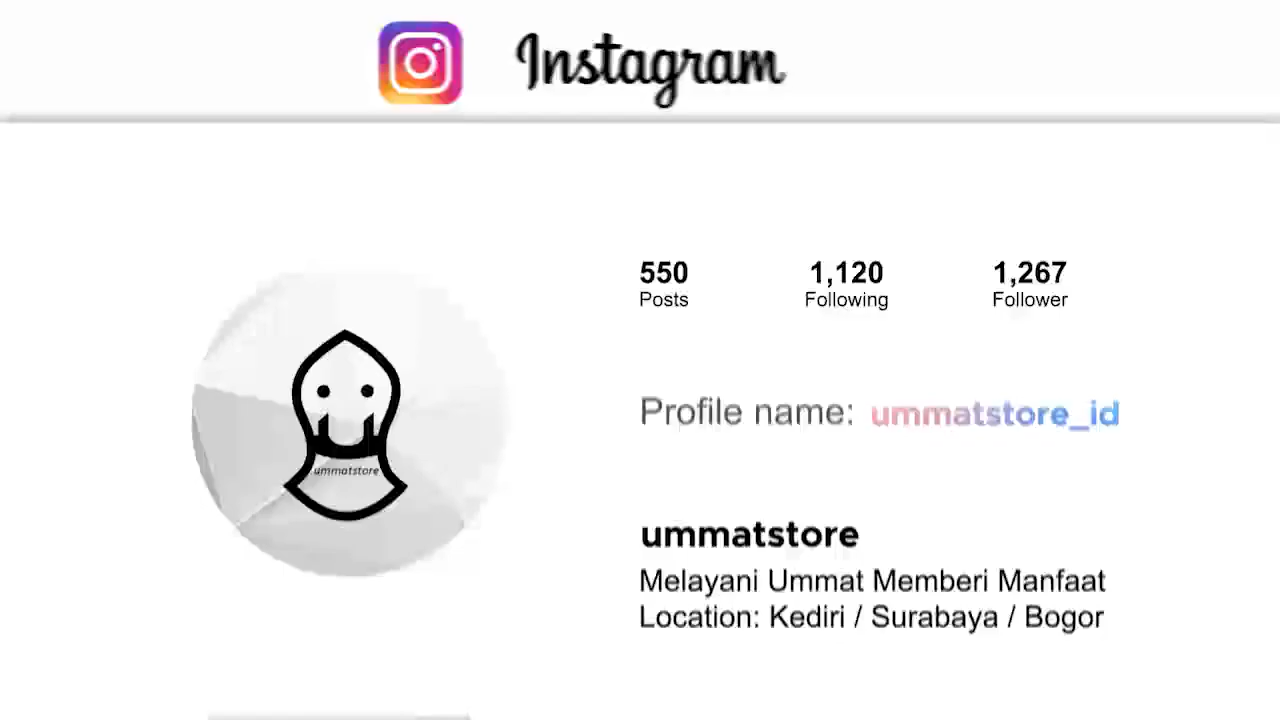 Instagram
550 1,120 1,267
Posts Following Follower
Profile name: ummatstore_id
ummatstore
ummatstore
Melayani Ummat Memberi Manfaat
Location: Kediri / Surabaya / Bogor